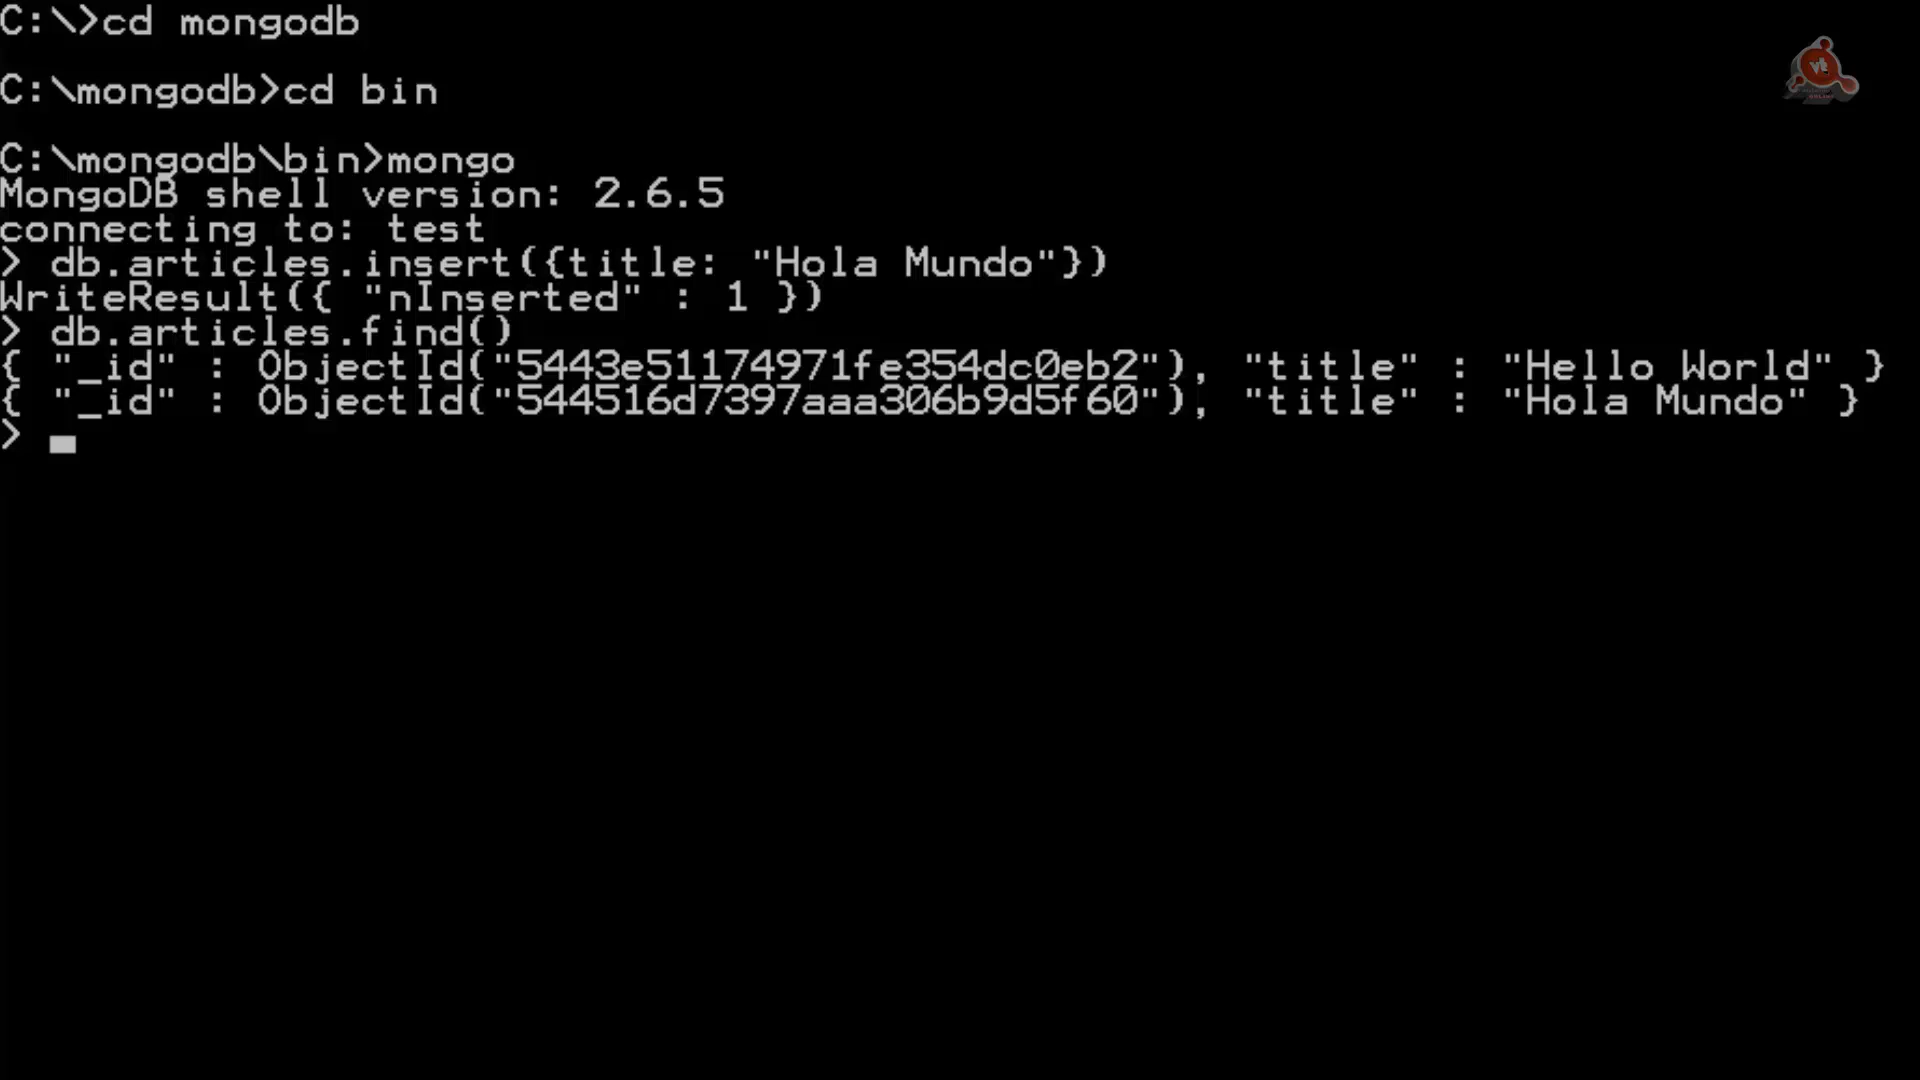 C:\>cd mongodb
C:\mongodb>cd bin
C:\mongodb\bin>mongo
MongoDB shell version: 2.6.5
connecting to: test
> db.articles.insert({title: "Hola Mundo"})
WriteResult({ "nInserted" : 1 })
> db.articles.find()
{ "_id" : ObjectId("5443e51174971fe354dc0eb2"), "title" : "Hello World" }
{ "_id" : ObjectId("544516d7397aaa306b9d5f60"), "title" : "Hola Mundo" }
>
vt